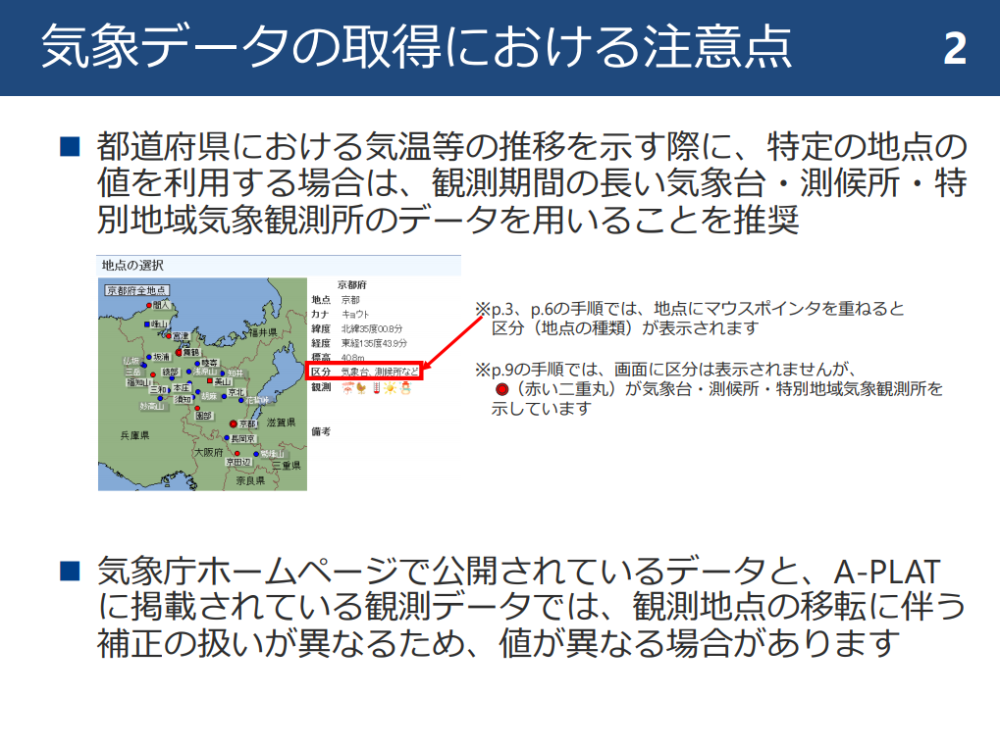 気象データの取得における注意点
2
■ 都道府県における気温等の推移を示す際に、特定の地点の
値を利用する場合は、観測期間の長い気象台・測候所・特
別地域気象観測所のデータを用いることを推奨
地点の選択
京都府全地点
間人
峰山
宮津
舞鶴
福井県
坂浦
仏坂
三岳
綾部
睦寄
浅原山
知井
福知山
三和
本庄
美山
須知
胡麻
京北
妙高山
花脊峠
園部
京都
滋賀県
兵庫県
長岡京
大阪府
鷲峰山
京田辺
三重県
奈良県
京都府
地点 京都
カナ キョウト
緯度 北緯35度00.8分
経度 東経135度43.9分
標高 40.8m
区分 気象台、測候所など
観測
備考
※p.3、p.6の手順では、地点にマウスポインタを重ねると
区分（地点の種類）が表示されます
※p.9の手順では、画面に区分は表示されませんが、
（赤い二重丸）が気象台・測候所・特別地域気象観測所を
示しています
■ 気象庁ホームページで公開されているデータと、A-PLAT
に掲載されている観測データでは、観測地点の移転に伴う
補正の扱いが異なるため、値が異なる場合があります